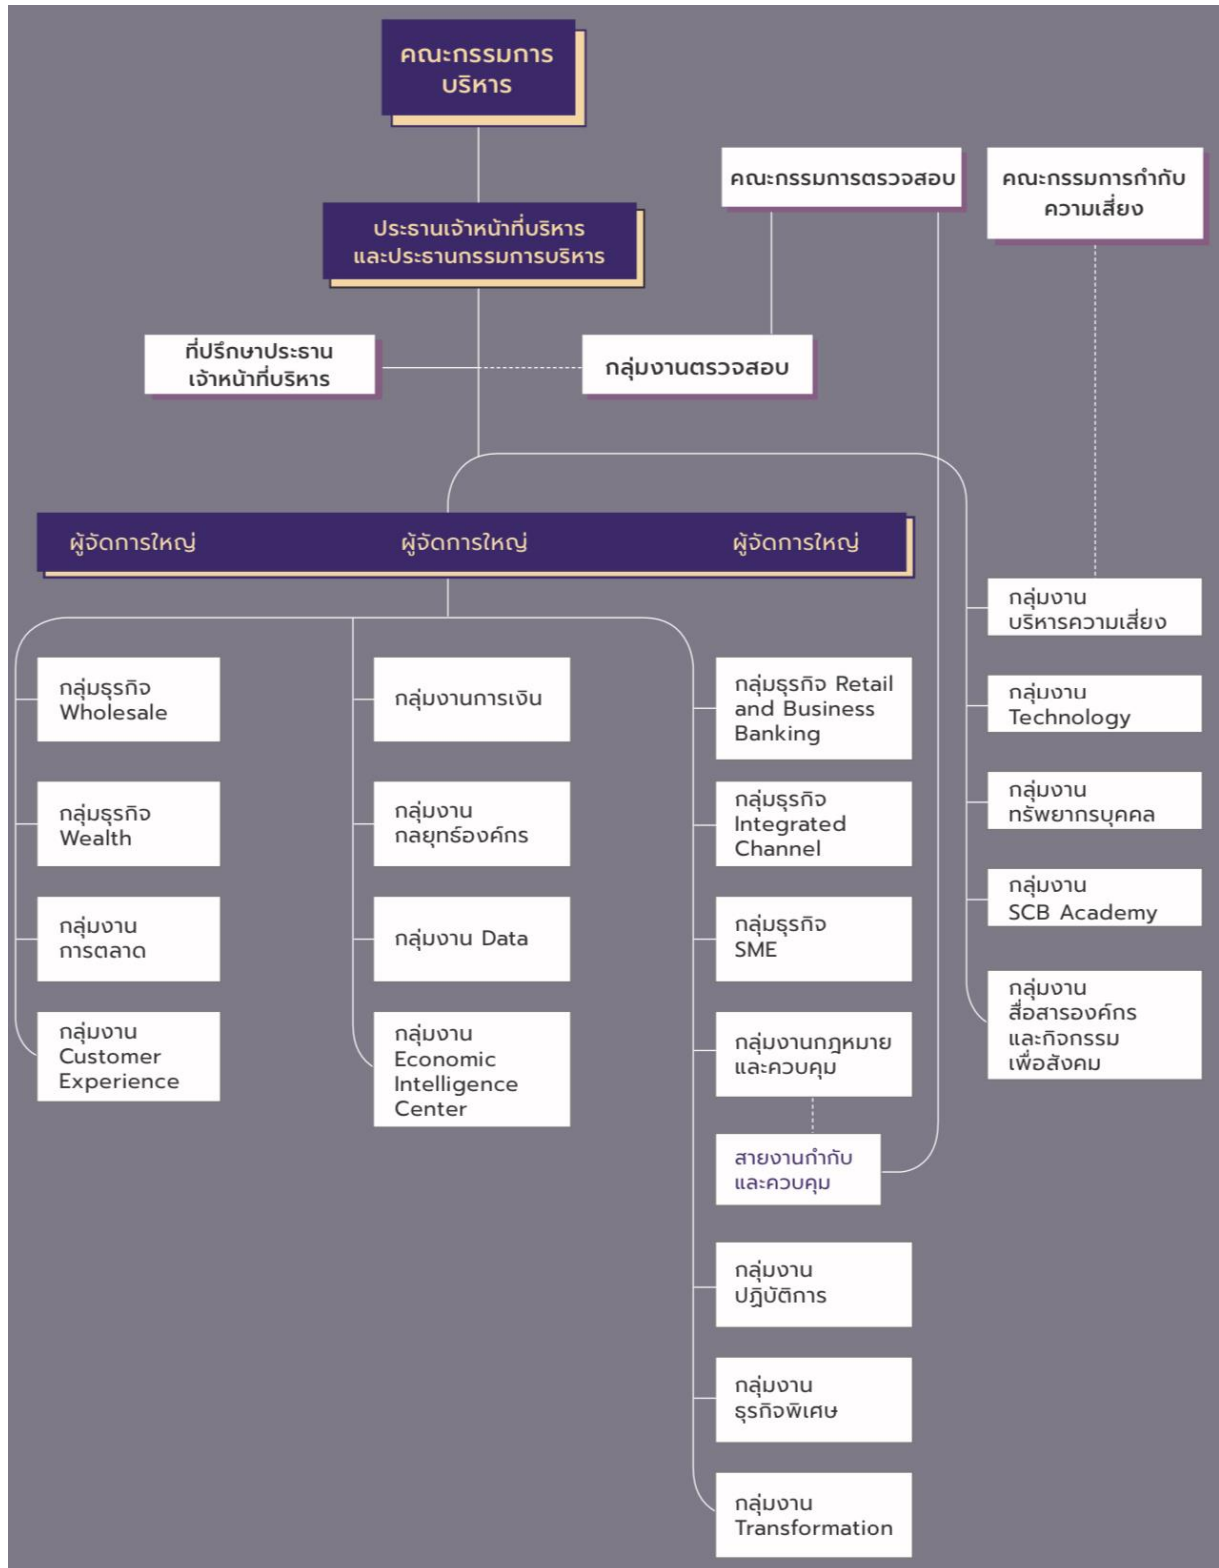 คณะกรรมการ
บริหาร
คณะกรรมการตรวจสอบ
คณะกรรมการกำกับ
ความเสี่ยง
ประธานเจ้าหน้าที่บริหาร
และประธานกรรมการบริหาร
ที่ปรึกษาประธาน
เจ้าหน้าที่บริหาร
กลุ่มงานตรวจสอบ
ผู้จัดการใหญ่
ผู้จัดการใหญ่
ผู้จัดการใหญ่
กลุ่มธุรกิจ
Wholesale
กลุ่มธุรกิจ
Wealth
กลุ่มงาน
การตลาด
กลุ่มงาน
Customer
Experience
กลุ่มงานการเงิน
กลุ่มงาน
กลยุทธ์องค์กร
กลุ่มงาน Data
กลุ่มงาน
Economic
Intelligence
Center
กลุ่มธุรกิจ Retail
and Business
Banking
กลุ่มธุรกิจ
Integrated
Channel
กลุ่มธุรกิจ
SME
กลุ่มงานกฎหมาย
และควบคุม
สายงานกำกับ
และควบคุม
กลุ่มงาน
ปฏิบัติการ
กลุ่มงาน
ธุรกิจพิเศษ
กลุ่มงาน
Transformation
กลุ่มงาน
บริหารความเสี่ยง
กลุ่มงาน
Technology
กลุ่มงาน
ทรัพยากรบุคคล
กลุ่มงาน
SCB Academy
กลุ่มงาน
สื่อสารองค์กร
และกิจกรรม
เพื่อสังคม